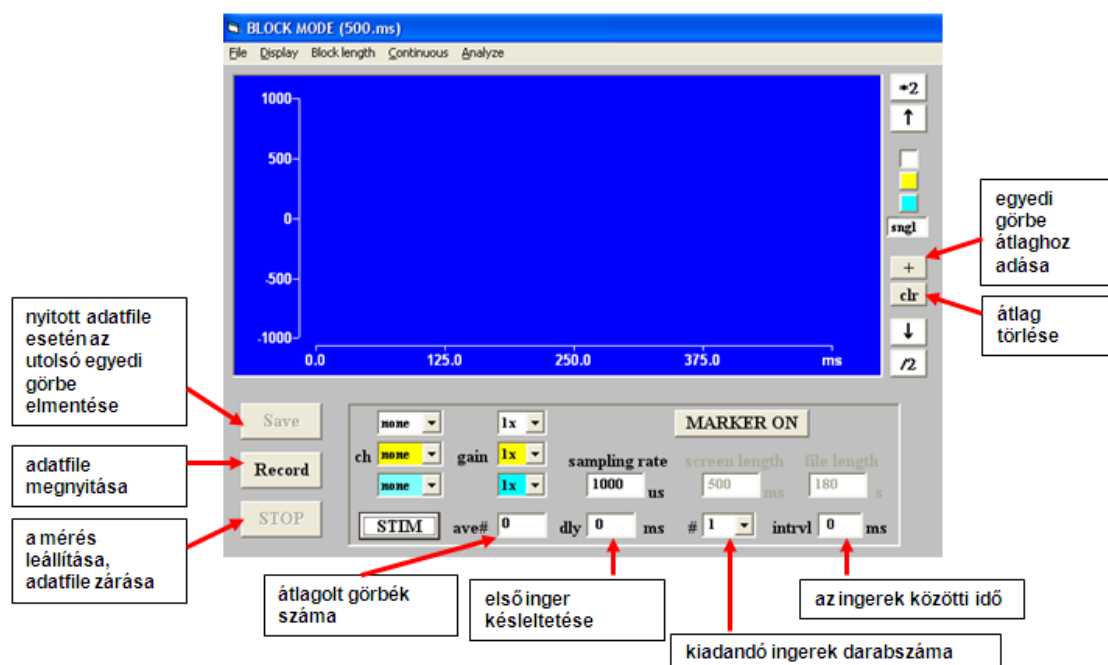 BLOCK MODE (500.ms)
File Display Block length Continuous Analyze
1000
500
0
-500
-1000
0.0 125.0 250.0 375.0 ms
*2
↑
sngl
+
clr
↓
/2
egyedi
görbe
átlaghoz
adása
átlag
törlése
nyitott adatfile
esetén az
utolsó egyedi
görbe
elmentése
adatfile
megnyitása
a mérés
leállítása,
adatfile zárása
Save
Record
STOP
none 1x MARKER ON
ch none gain 1x sampling rate screen length file length
none 1x 1000 us 500 ms 180 s
STIM ave# 0 dly 0 ms # 1 intrvl 0 ms
átlagolt görbék
száma
első inger
késleltetése
az ingerek közötti idő
kiadandó ingerek darabszáma